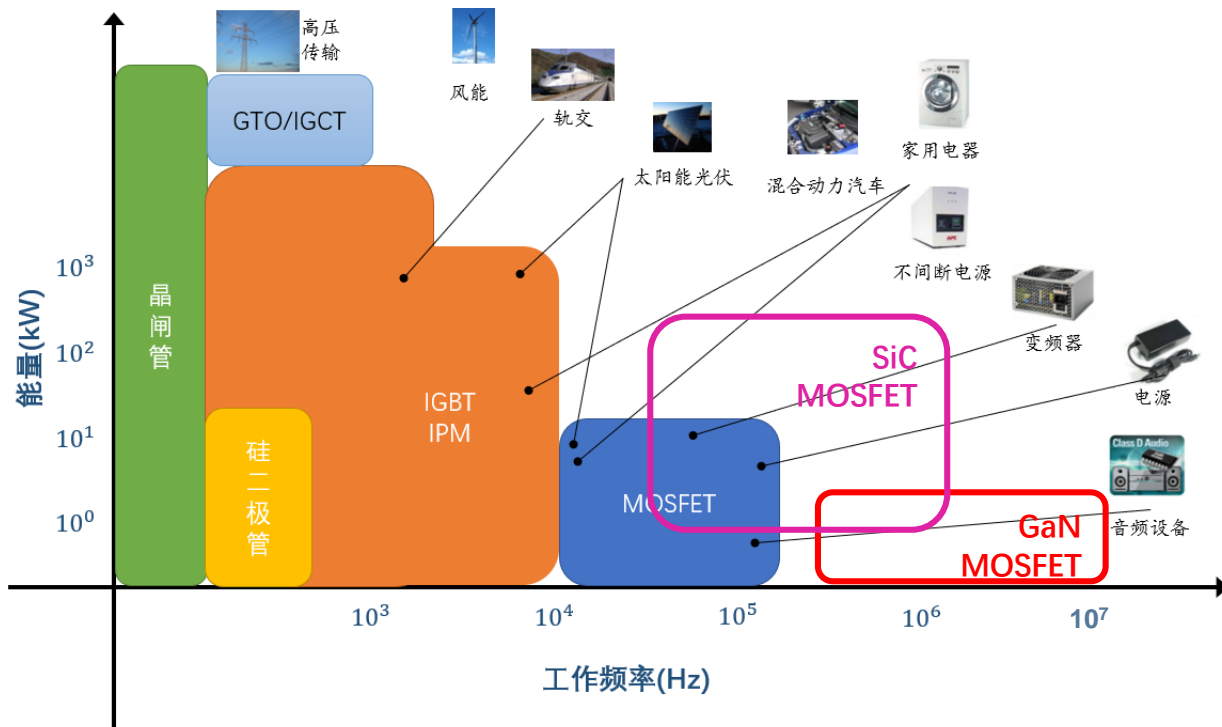 高压
传输
风能
轨交
太阳能光伏
混合动力汽车
家用电器
不间断电源
变频器
电源
Class D Audio
音频设备
GTO/IGCT
晶闸管
硅二极管
IGBT
IPM
MOSFET
SiC
MOSFET
GaN
MOSFET
能量(kW)
10³
10²
10¹
10⁰
10³
10⁴
10⁵
10⁶
10⁷
工作频率(Hz)